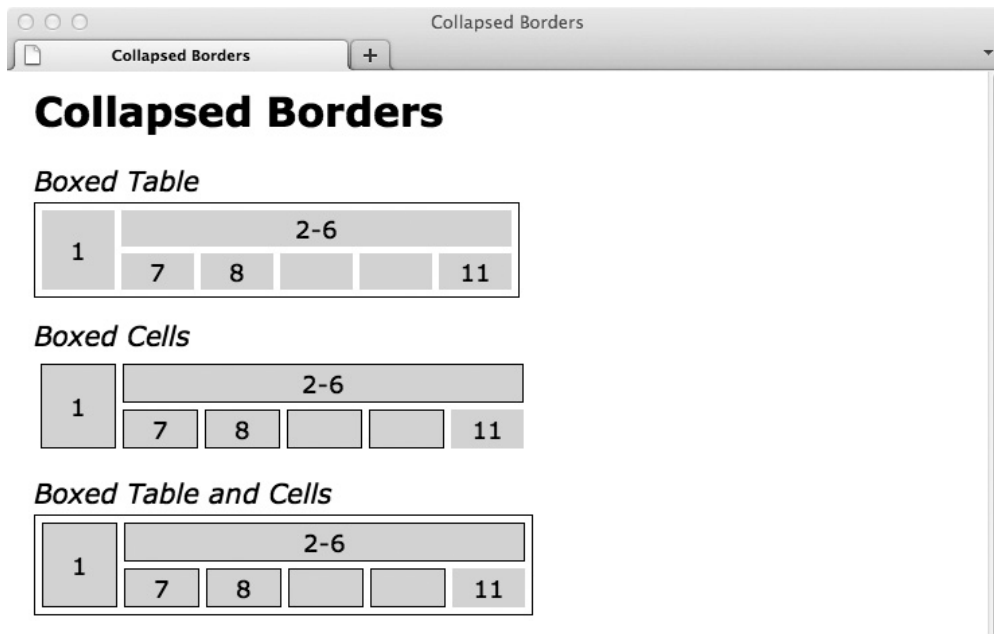 Collapsed Borders
Collapsed Borders +
Collapsed Borders
Boxed Table
1 2-6
7 8 11
Boxed Cells
1 2-6
7 8 11
Boxed Table and Cells
1 2-6
7 8 11